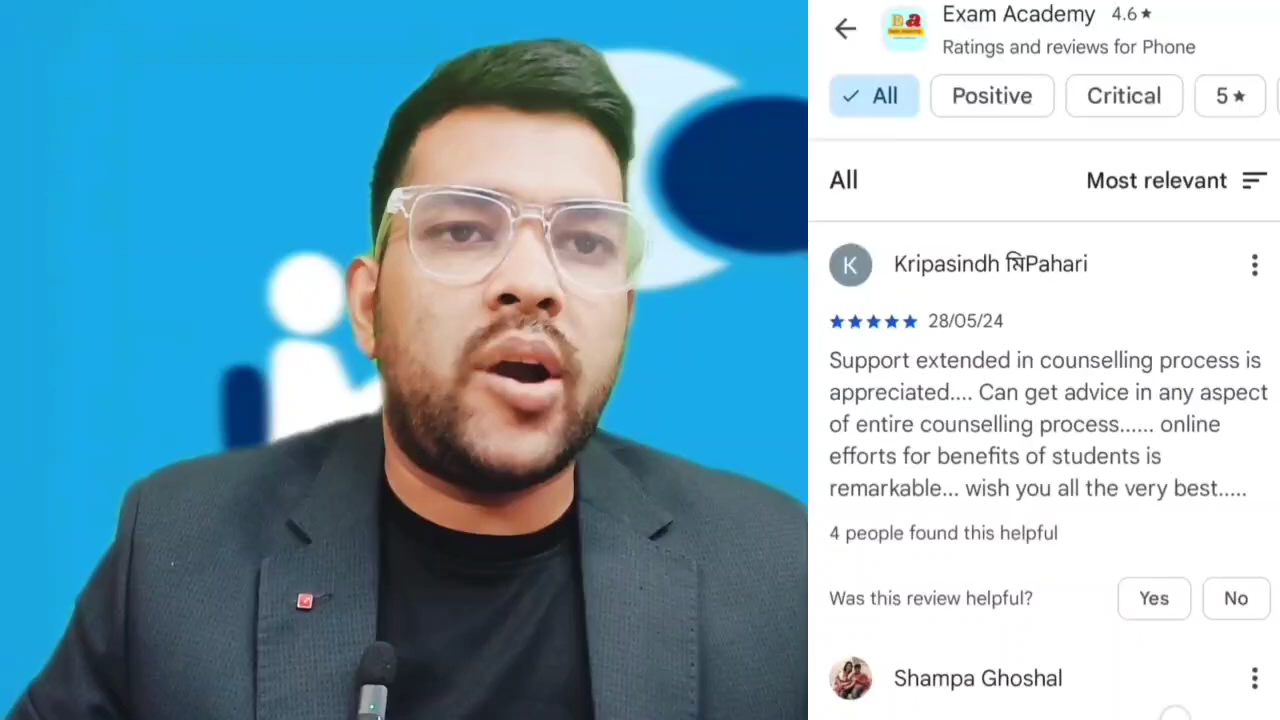 Exam Academy 4.6★
Ratings and reviews for Phone
All
Positive
Critical
5★
All
Most relevant
K
Kripasindh মিPahari
28/05/24
Support extended in counselling process is
appreciated.... Can get advice in any aspect
of entire counselling process...... online
efforts for benefits of students is
remarkable... wish you all the very best.....
4 people found this helpful
Was this review helpful?
Yes
No
Shampa Ghoshal